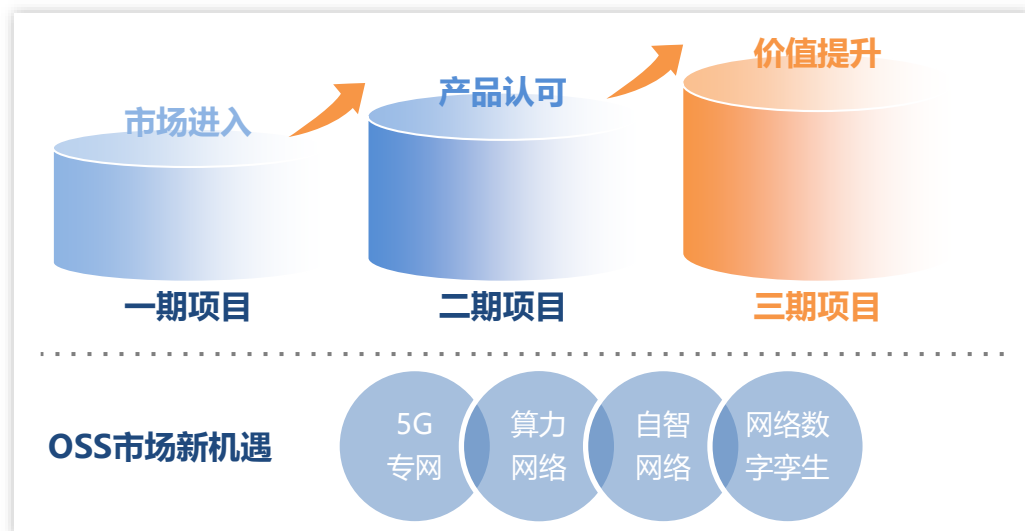 市场进入
产品认可
价值提升
一期项目
二期项目
三期项目
OSS市场新机遇
5G
专网
算力
网络
自智
网络
网络数
字孪生